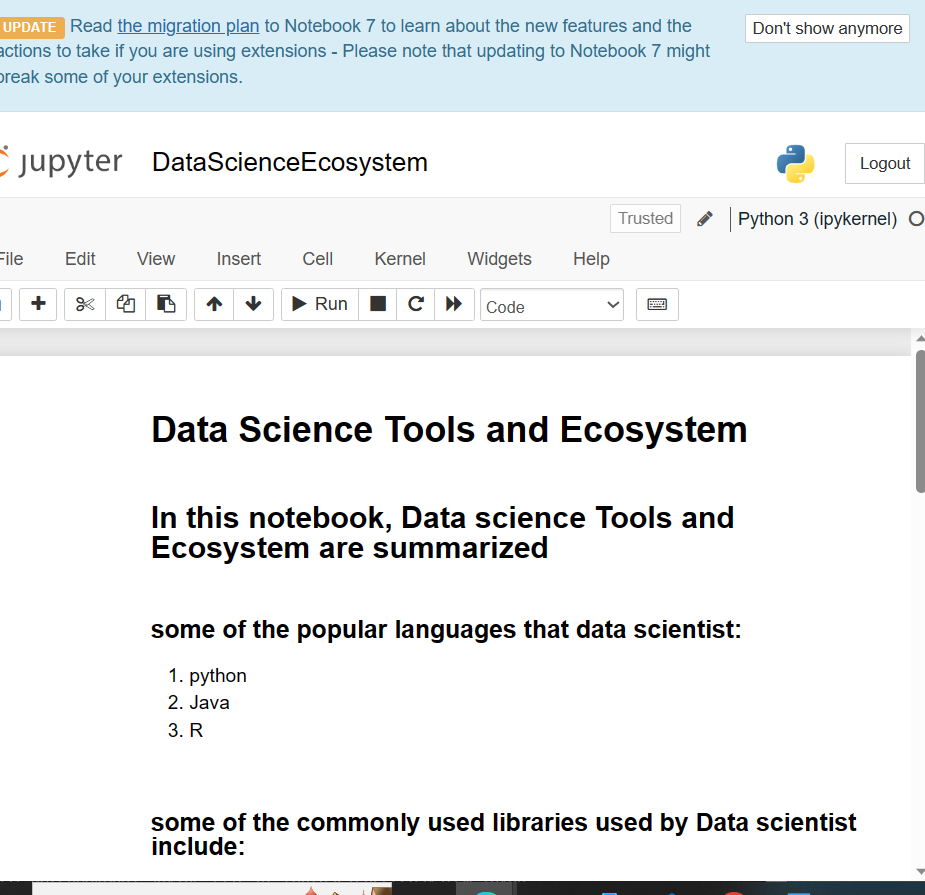 UPDATE Read the migration plan to Notebook 7 to learn about the new features and the
actions to take if you are using extensions - Please note that updating to Notebook 7 might
break some of your extensions.
Don't show anymore
jupyter DataScienceEcosystem
Logout
Trusted Python 3 (ipykernel)
File Edit View Insert Cell Kernel Widgets Help
Run Code
Data Science Tools and Ecosystem
In this notebook, Data science Tools and
Ecosystem are summarized
some of the popular languages that data scientist:
1. python
2. Java
3. R
some of the commonly used libraries used by Data scientist
include: